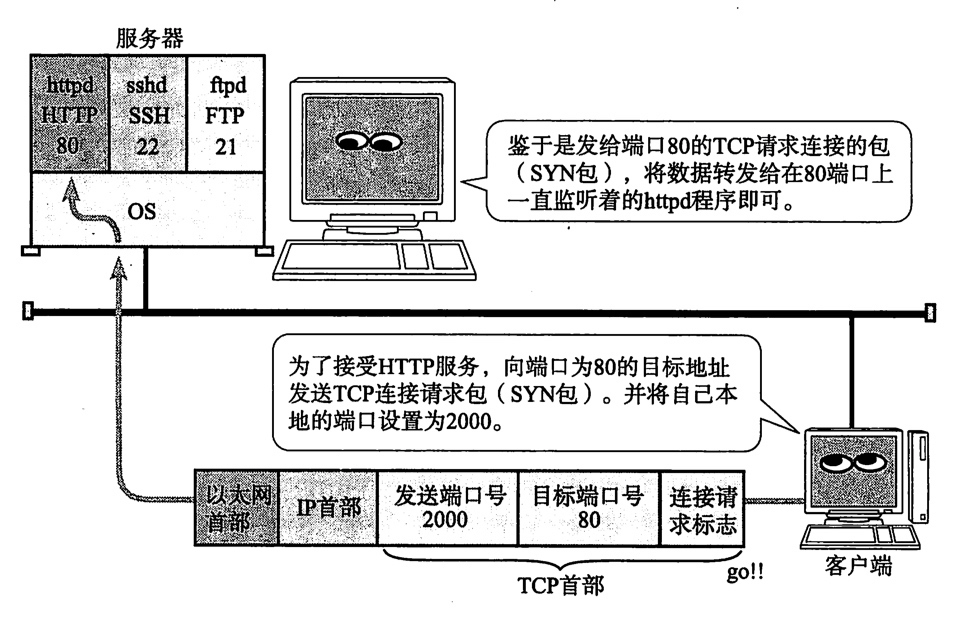 服务器
httpd sshd ftpd
HTTP SSH FTP
80 22 21
OS
鉴于是发给端口80的TCP请求连接的包
（SYN包），将数据转发给在80端口上
一直监听着的httpd程序即可。
为了接受HTTP服务，向端口为80的目标地址
发送TCP连接请求包（SYN包）。并将自己本
地的端口设置为2000。
以太网
首部
IP首部
发送端口号
2000
目标端口号
80
连接请
求标志
TCP首部
go!!
客户端